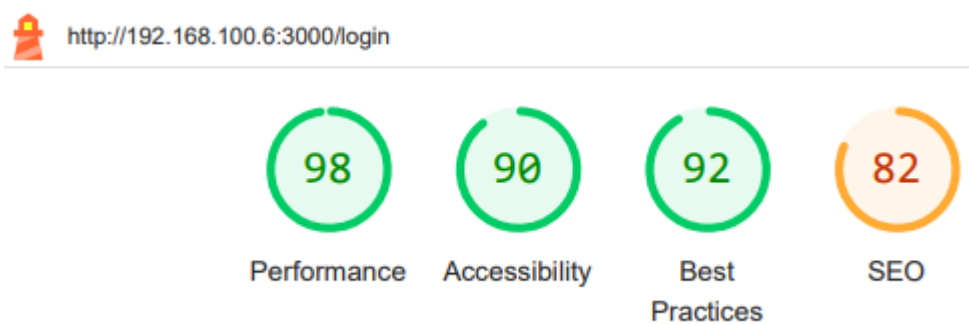 http://192.168.100.6:3000/login
98 90 92 82
Performance Accessibility Best Practices SEO